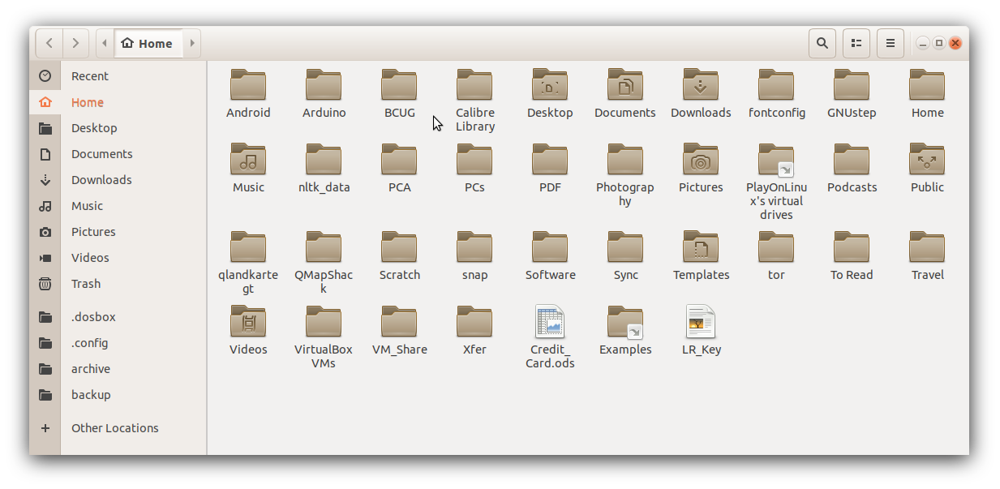 Home
Recent
Home
Desktop
Documents
Downloads
Music
Pictures
Videos
Trash
.dosbox
.config
archive
backup
Other Locations
Android
Arduino
BCUG
Calibre
Library
Desktop
Documents
Downloads
fontconfig
GNUstep
Home
Music
nltk_data
PCA
PCs
PDF
Photograp
hy
Pictures
PlayOnLinu
x's virtual
drives
Podcasts
Public
qlandkarte
gt
QMapShac
k
Scratch
snap
Software
Sync
Templates
tor
To Read
Travel
Videos
VirtualBox
VMs
VM_Share
Xfer
Credit_
Card.ods
Examples
LR_Key